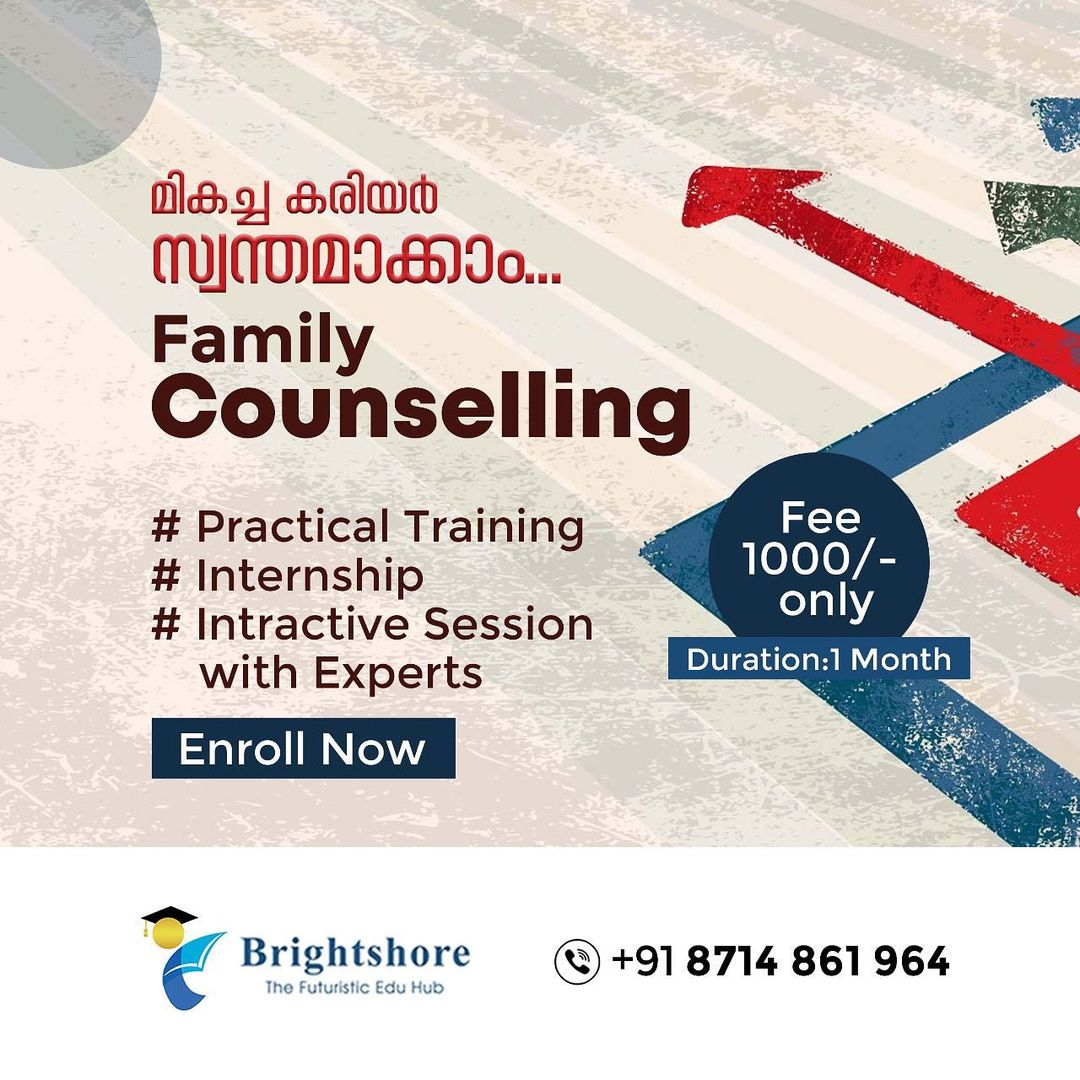 മികച്ച കരിയർ
സ്വന്തമാക്കാം...
Family
Counselling
# Practical Training
# Internship
# Intractive Session
with Experts
Enroll Now
Fee
1000/-
only
Duration:1 Month
Brightshore
The Futuristic Edu Hub
+91 8714 861 964